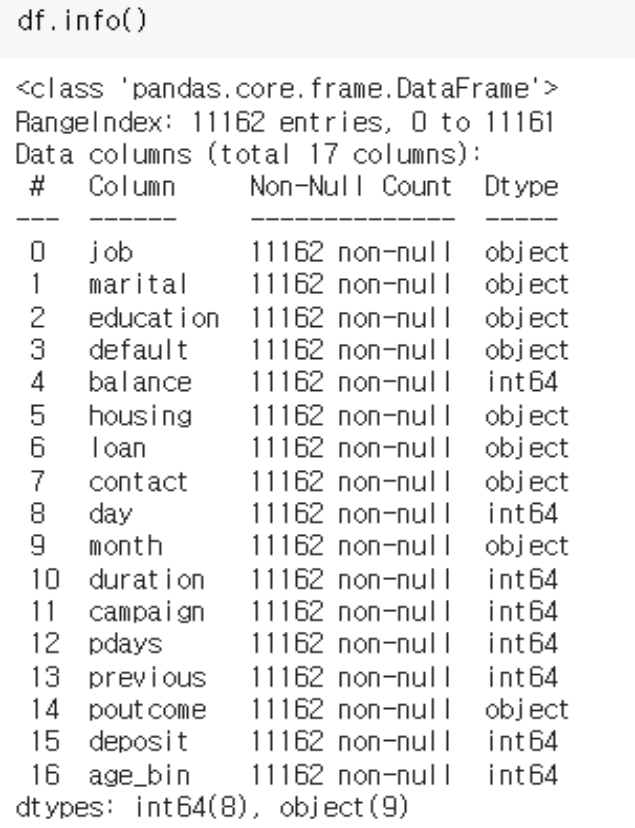 df.info()
<class 'pandas.core.frame.DataFrame'>
RangeIndex: 11162 entries, 0 to 11161
Data columns (total 17 columns):
 #   Column     Non-Null Count  Dtype
---  ------     --------------  -----
 0   job        11162 non-null  object
 1   marital    11162 non-null  object
 2   education  11162 non-null  object
 3   default    11162 non-null  object
 4   balance    11162 non-null  int64
 5   housing    11162 non-null  object
 6   loan       11162 non-null  object
 7   contact    11162 non-null  object
 8   day        11162 non-null  int64
 9   month      11162 non-null  object
 10  duration   11162 non-null  int64
 11  campaign   11162 non-null  int64
 12  pdays      11162 non-null  int64
 13  previous   11162 non-null  int64
 14  poutcome   11162 non-null  object
 15  deposit    11162 non-null  int64
 16  age_bin    11162 non-null  int64
dtypes: int64(8), object(9)